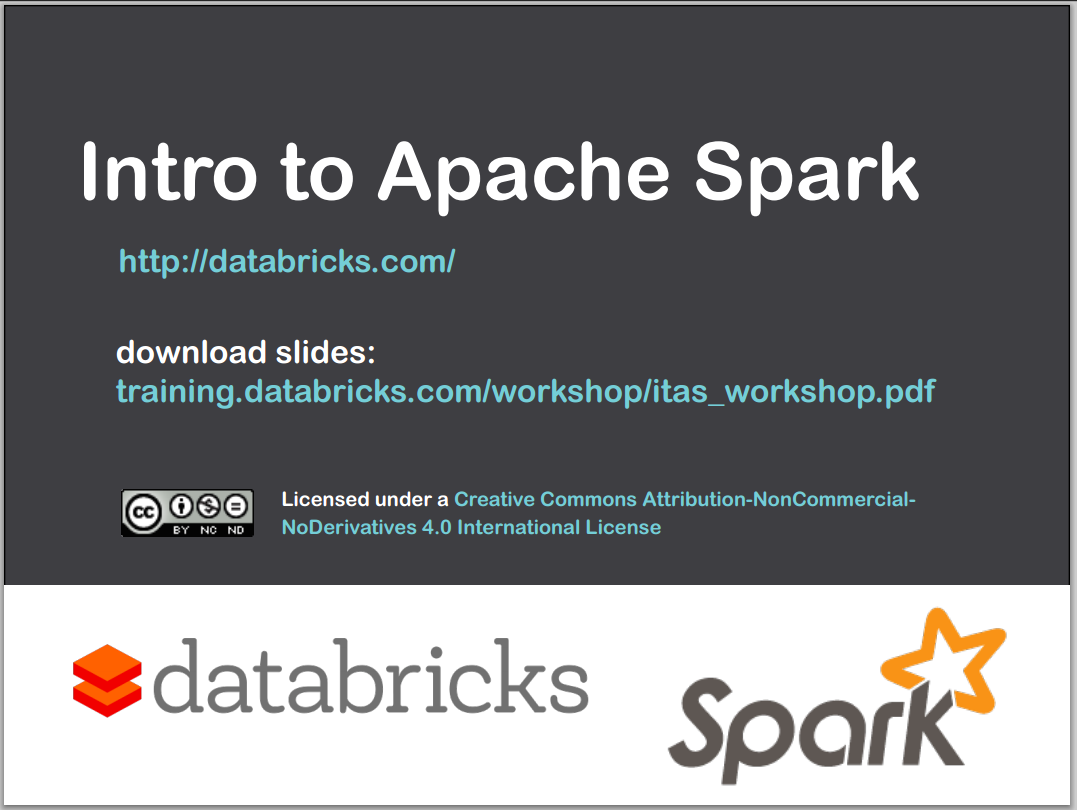 Intro to Apache Spark
http://databricks.com/
download slides:
training.databricks.com/workshop/itas_workshop.pdf
cc
BY NC ND
Licensed under a Creative Commons Attribution-NonCommercial-
NoDerivatives 4.0 International License
databricks
Spark